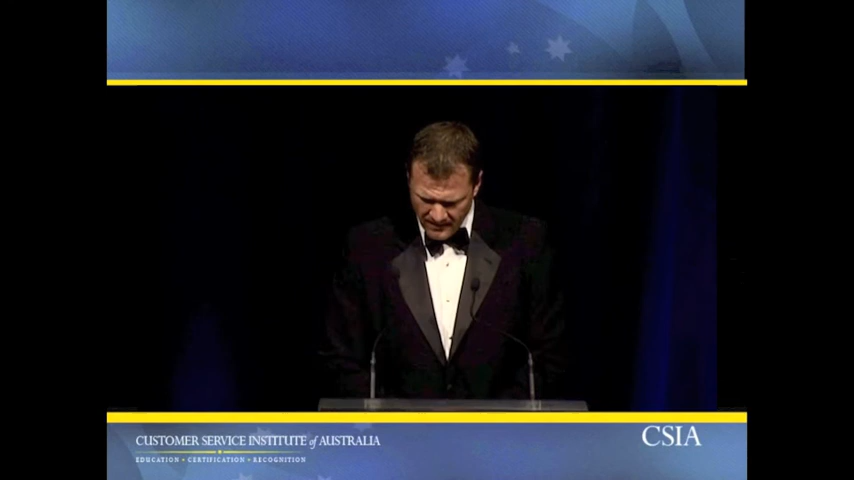 CUSTOMER SERVICE INSTITUTE of AUSTRALIA
CSIA
EDUCATION • CERTIFICATION • RECOGNITION